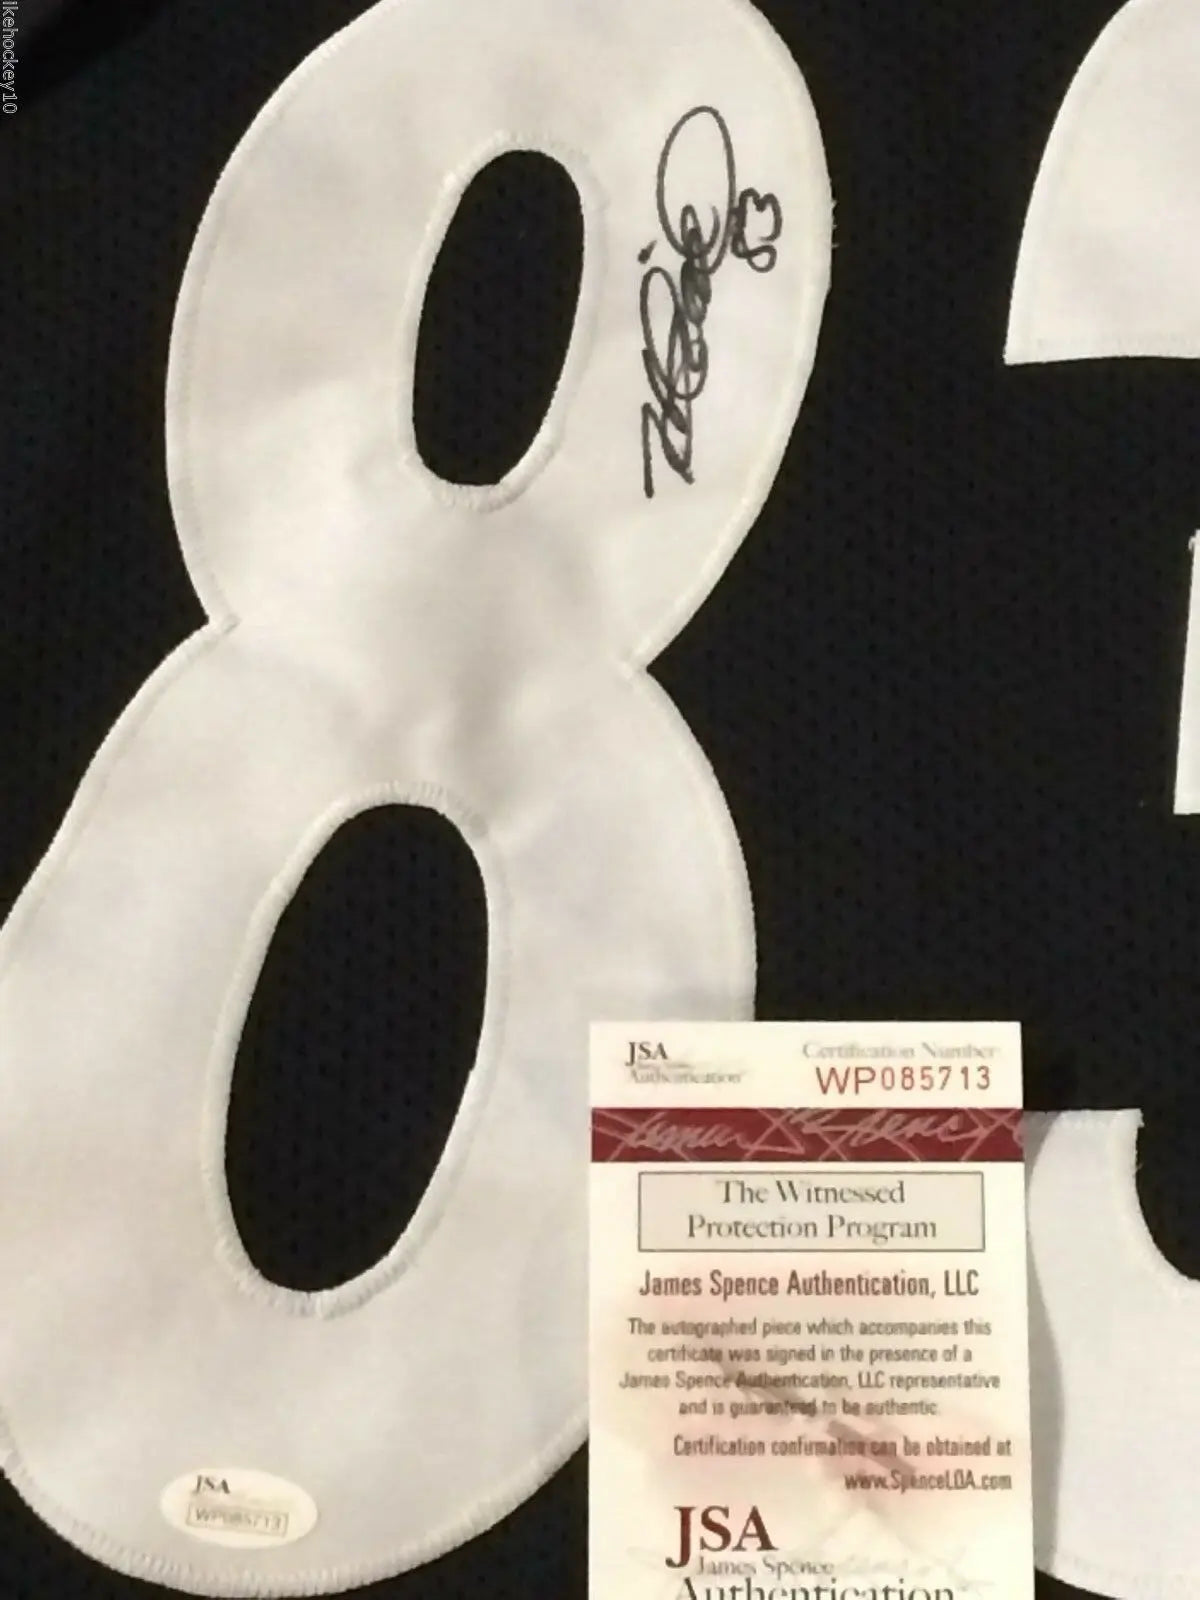 ikehockey10
83
JSA
Authentication
Certification Number
WP085713
The Witnessed
Protection Program
James Spence Authentication, LLC
The autographed piece which accompanies this
certificate was signed in the presence of a
James Spence Authentication, LLC representative
and is guaranteed to be authentic.
Certification confirmation can be obtained at
www.SpenceLOA.com
JSA
James Spence
Authentication
JSA
WP085713